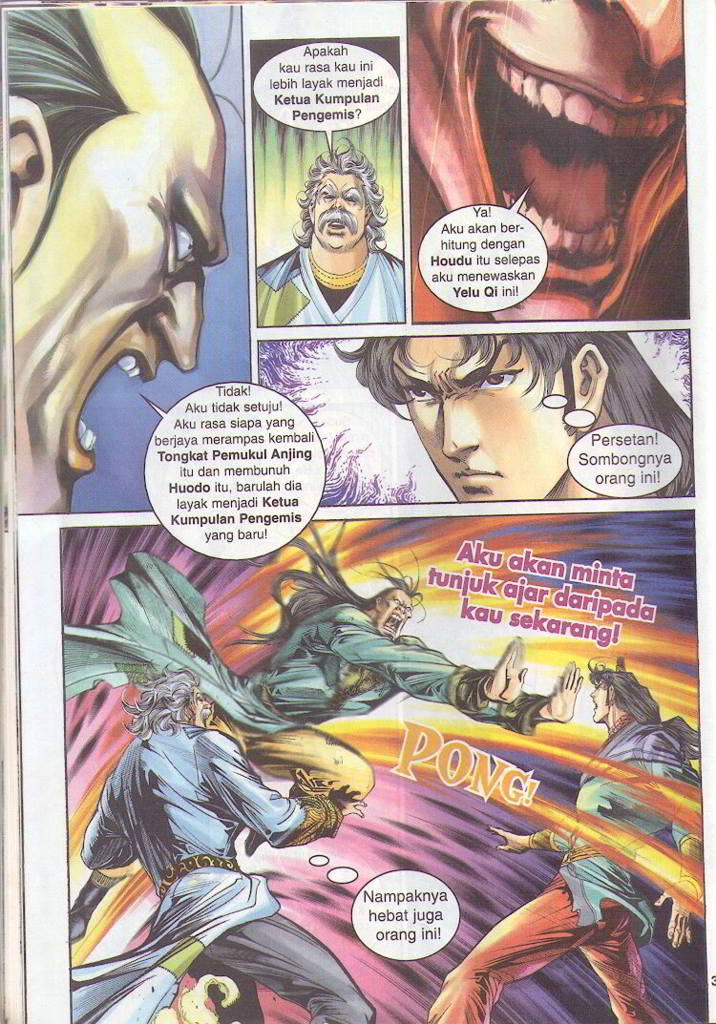 Apakah
kau rasa kau ini
lebih layak menjadi
Ketua Kumpulan
Pengemis?
Ya!
Aku akan ber-
hitung dengan
Houdu itu selepas
aku menewaskan
Yelu Qi ini!
Tidak!
Aku tidak setuju!
Aku rasa siapa yang
berjaya merampas kembali
Tongkat Pemukul Anjing
itu dan membunuh
Huodo itu, barulah dia
layak menjadi Ketua
Kumpulan Pengemis
yang baru!
Persetan!
Sombongnya
orang ini!
Aku akan minta
tunjuk ajar daripada
kau sekarang!
PONG!
Nampaknya
hebat juga
orang ini!
3